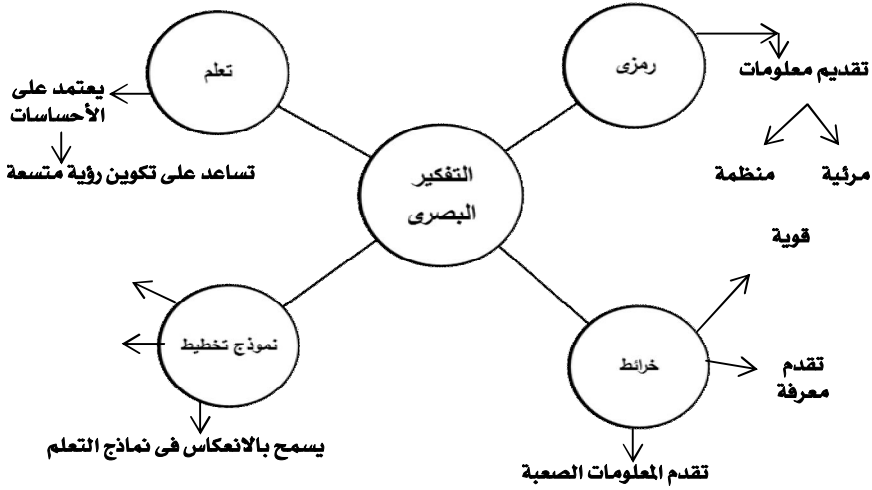 رمزى
تقديم معلومات
مرئية
منظمة
تعلم
يعتمد على
الأحساسات
تساعد على تكوين رؤية متسعة
التفكير
البصرى
قوية
خرائط
تقدم
معرفة
تقدم المعلومات الصعبة
نموذج تخطيط
يسمح بالانعكاس فى نماذج التعلم